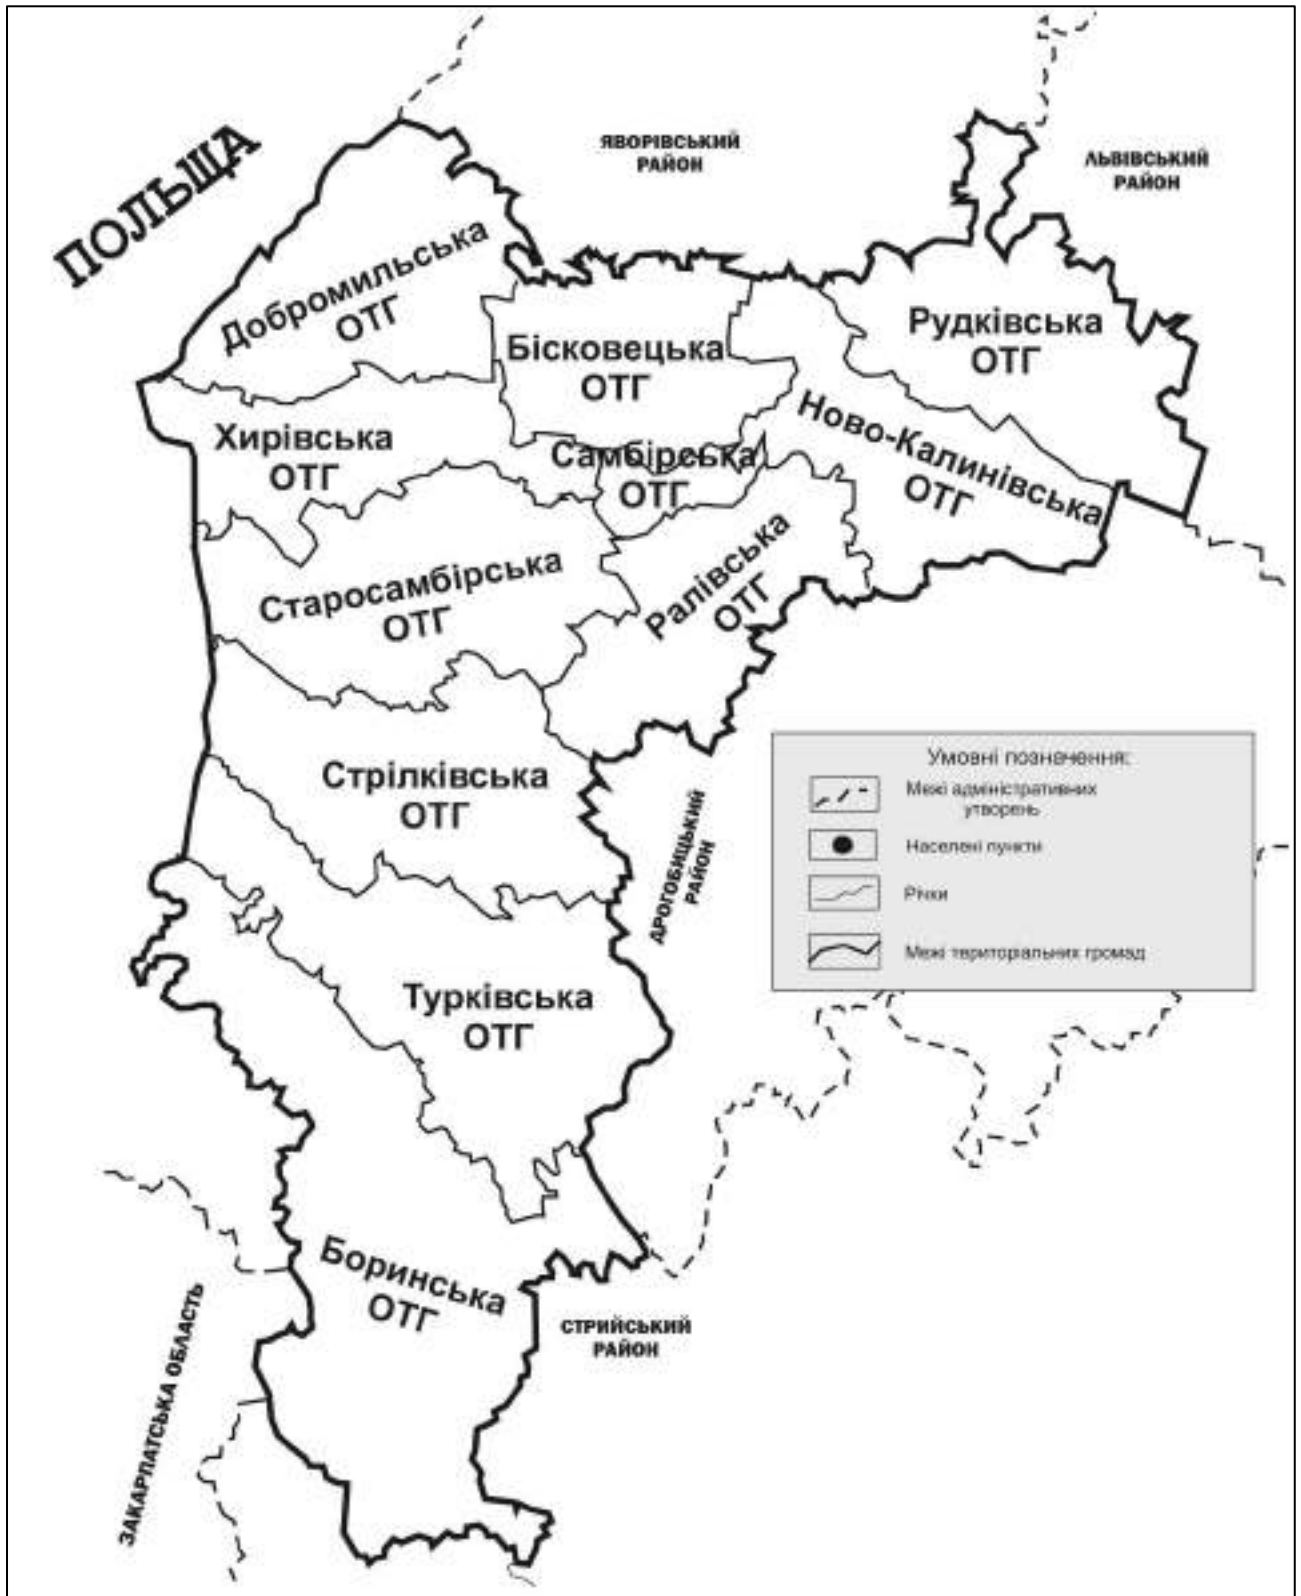 ПОЛЬЩА
ЯВОРІВСЬКИЙ
РАЙОН
ЛЬВІВСЬКИЙ
РАЙОН
Добромильська
ОТГ
Бісковецька
ОТГ
Рудківська
ОТГ
Хирівська
ОТГ
Самбірська
ОТГ
Ново-Калинівська
ОТГ
Старосамбірська
ОТГ
Ралівська
ОТГ
Стрілківська
ОТГ
ДРОГОБИЦЬКИЙ
РАЙОН
Умовні позначення:
Межі адміністративних
утворень
Населені пункти
Річки
Межі територіальних громад
Турківська
ОТГ
Боринська
ОТГ
СТРИЙСЬКИЙ
РАЙОН
ЗАКАРПАТСЬКА ОБЛАСТЬ